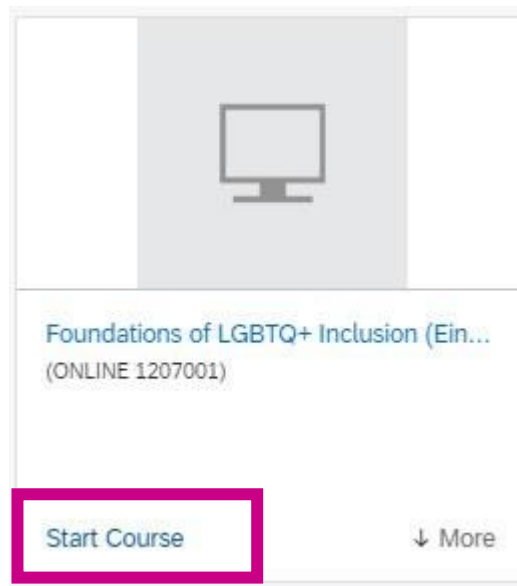 Foundations of LGBTQ+ Inclusion (Ein...
(ONLINE 1207001)
Start Course ↓ More